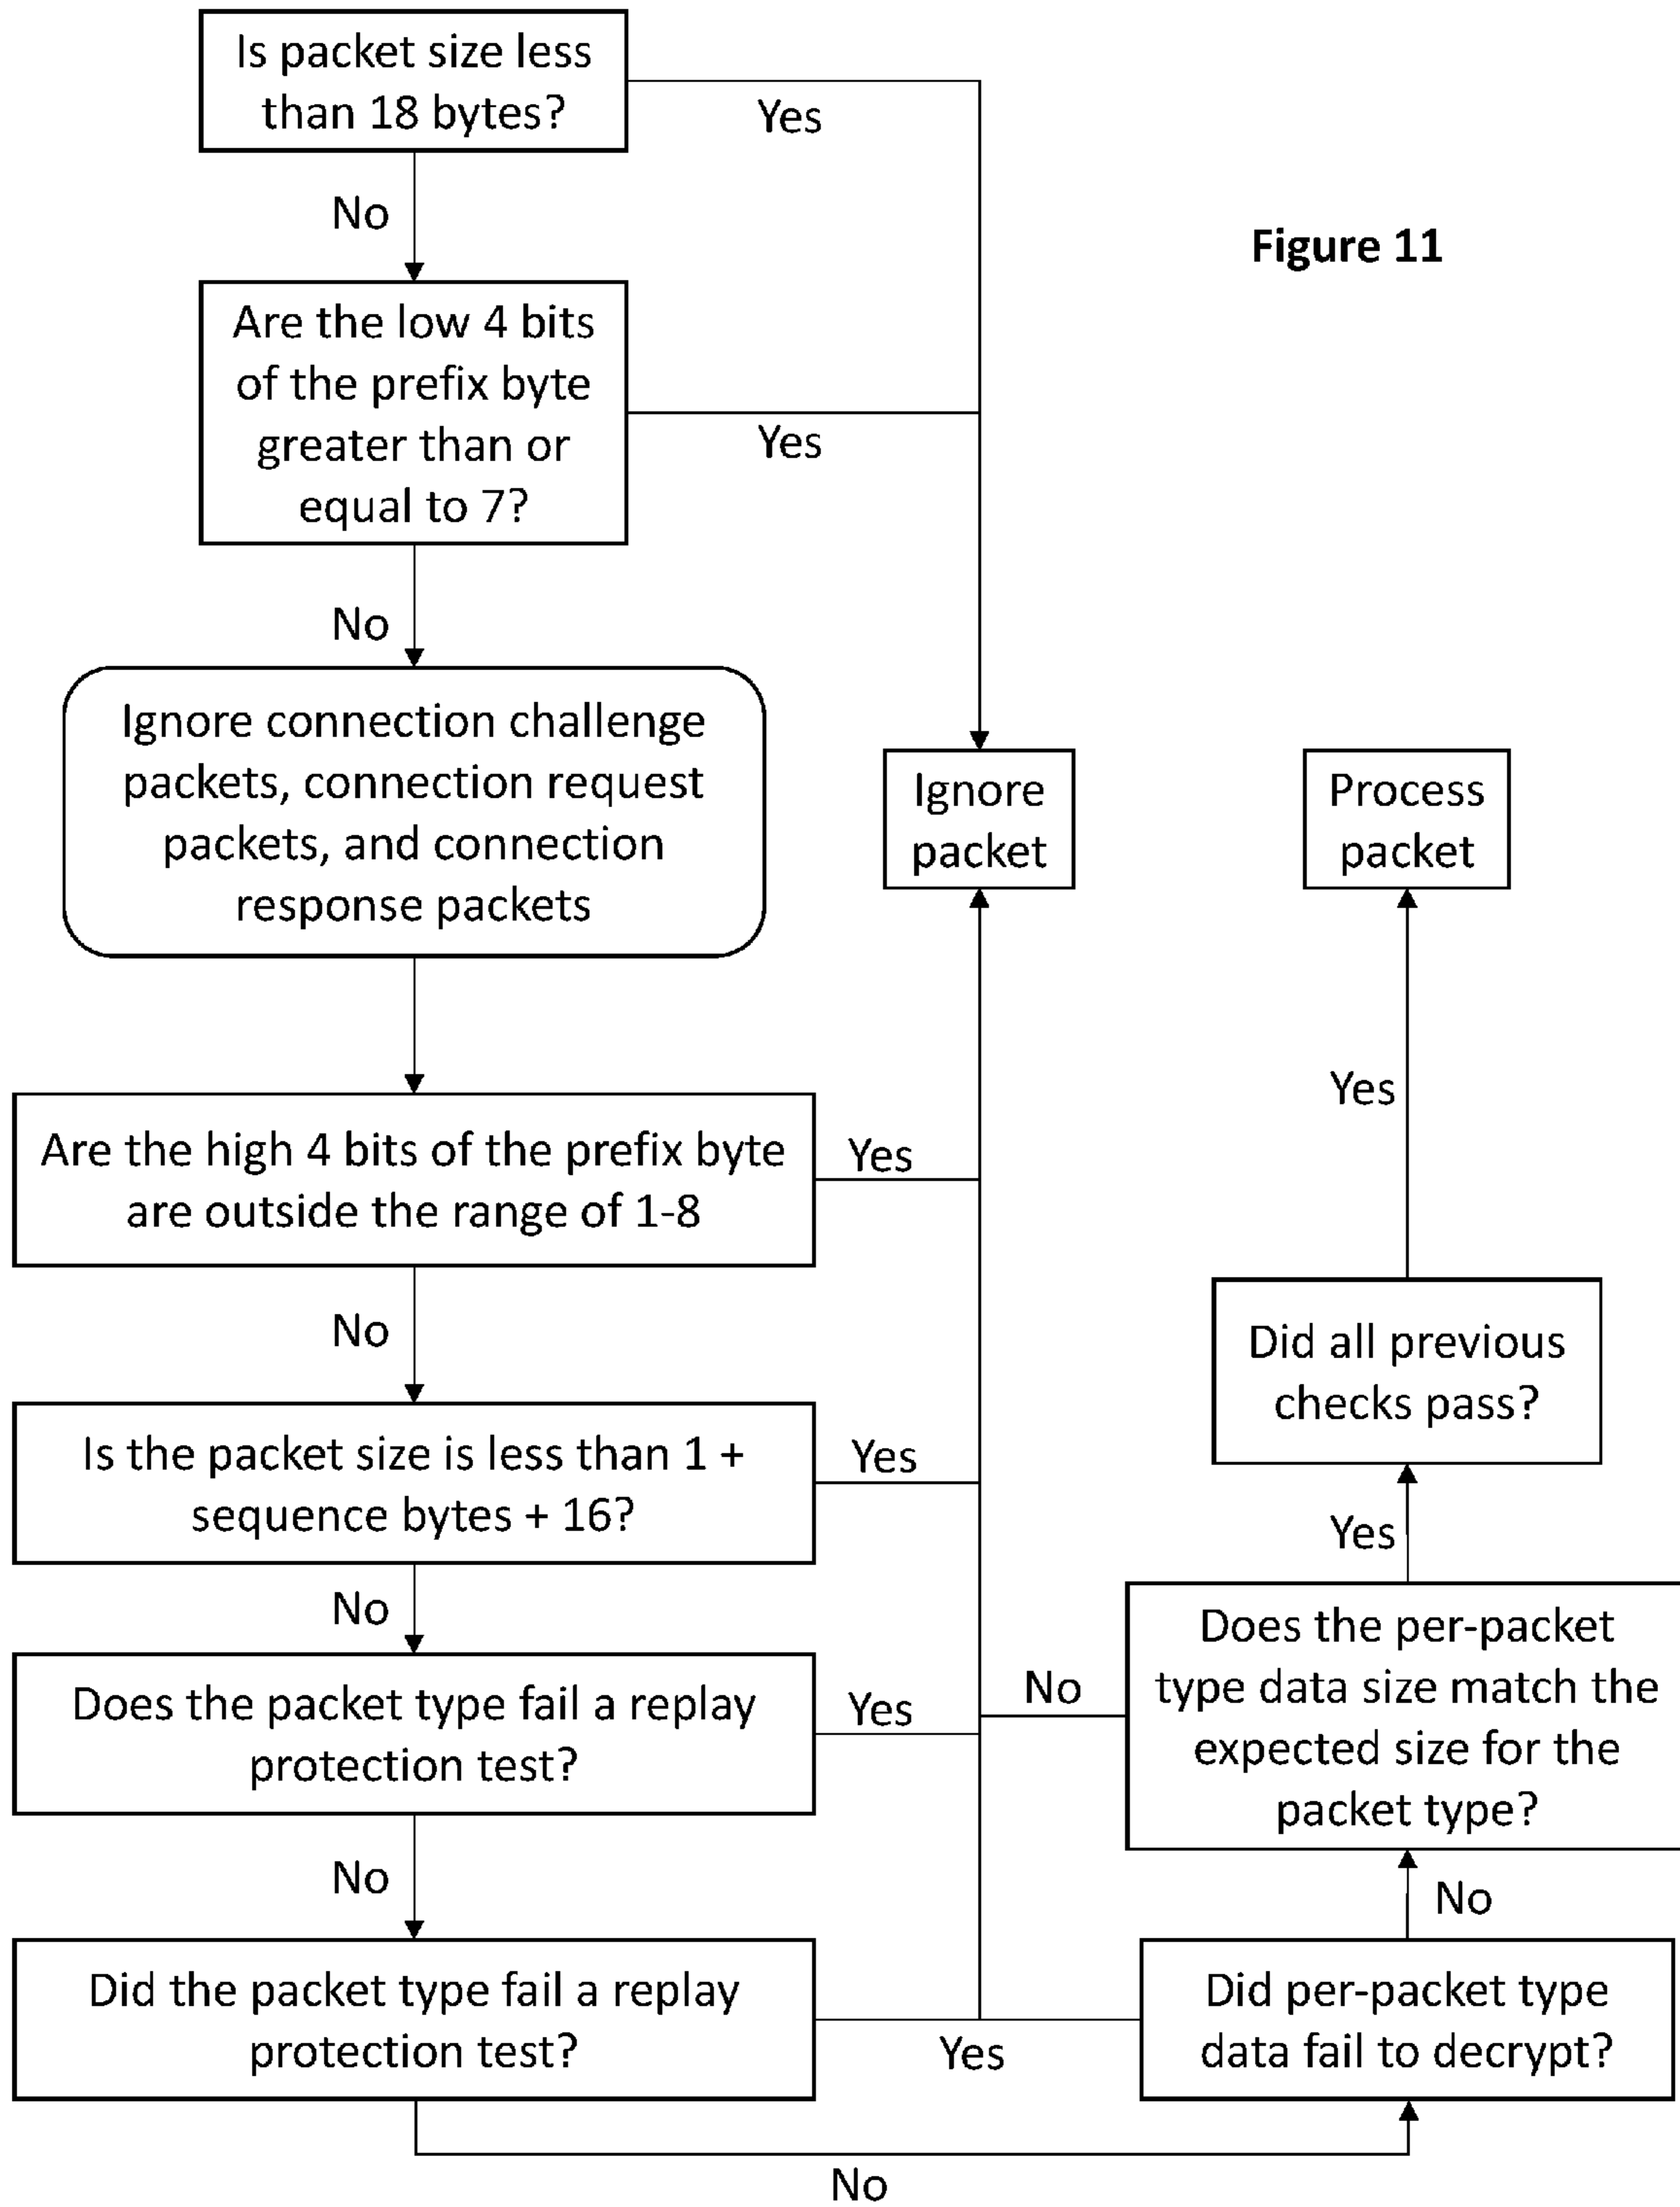 Is packet size less
than 18 bytes?
Yes
No
Figure 11
Are the low 4 bits
of the prefix byte
greater than or
equal to 7?
Yes
No
Ignore connection challenge
packets, connection request
packets, and connection
response packets
Ignore
packet
Process
packet
Are the high 4 bits of the prefix byte
are outside the range of 1-8
Yes
Yes
No
Did all previous
checks pass?
Is the packet size is less than 1 +
sequence bytes + 16?
Yes
Yes
No
Does the per-packet
type data size match the
expected size for the
packet type?
No
Does the packet type fail a replay
protection test?
Yes
No
No
Did the packet type fail a replay
protection test?
Yes
Did per-packet type
data fail to decrypt?
No